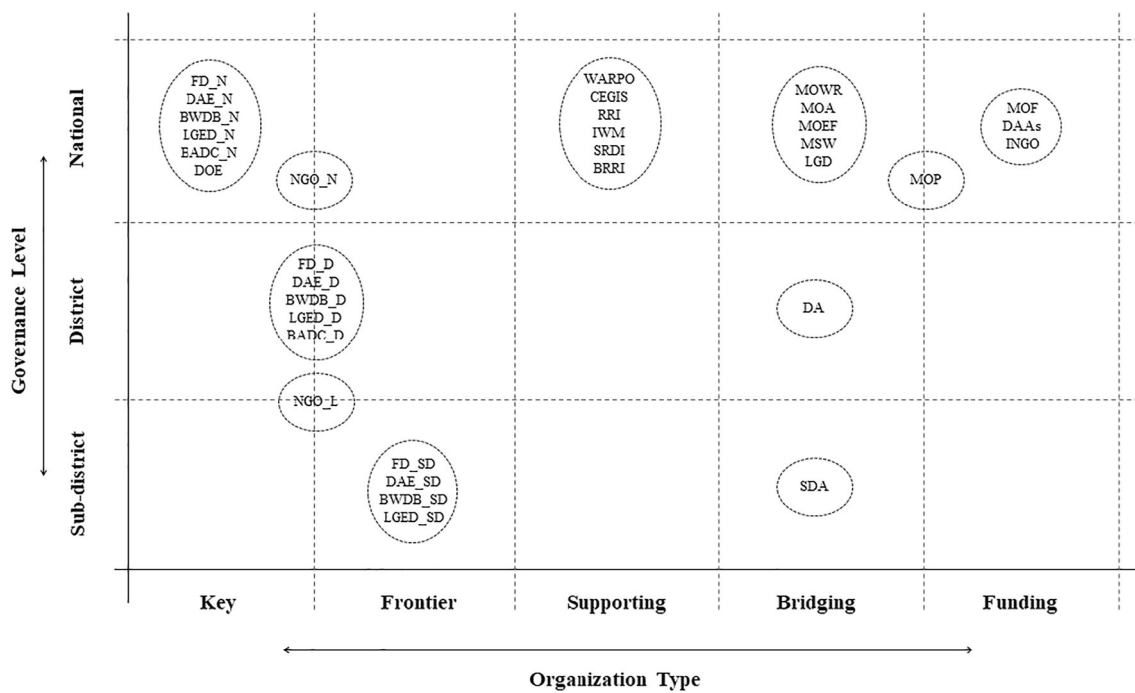 Governance Level
National
District
Sub-district
FD_N
DAE_N
BWDB_N
LGED_N
BADC_N
DOE
NGO_N
WARPO
CEGIS
RRI
IWM
SRDI
BRRI
MOWR
MOA
MOEF
MSW
LGD
MOP
MOF
DAAs
INGO
FD_D
DAE_D
BWDB_D
LGED_D
BADC_D
DA
NGO_L
FD_SD
DAE_SD
BWDB_SD
LGED_SD
SDA
Key
Frontier
Supporting
Bridging
Funding
Organization Type